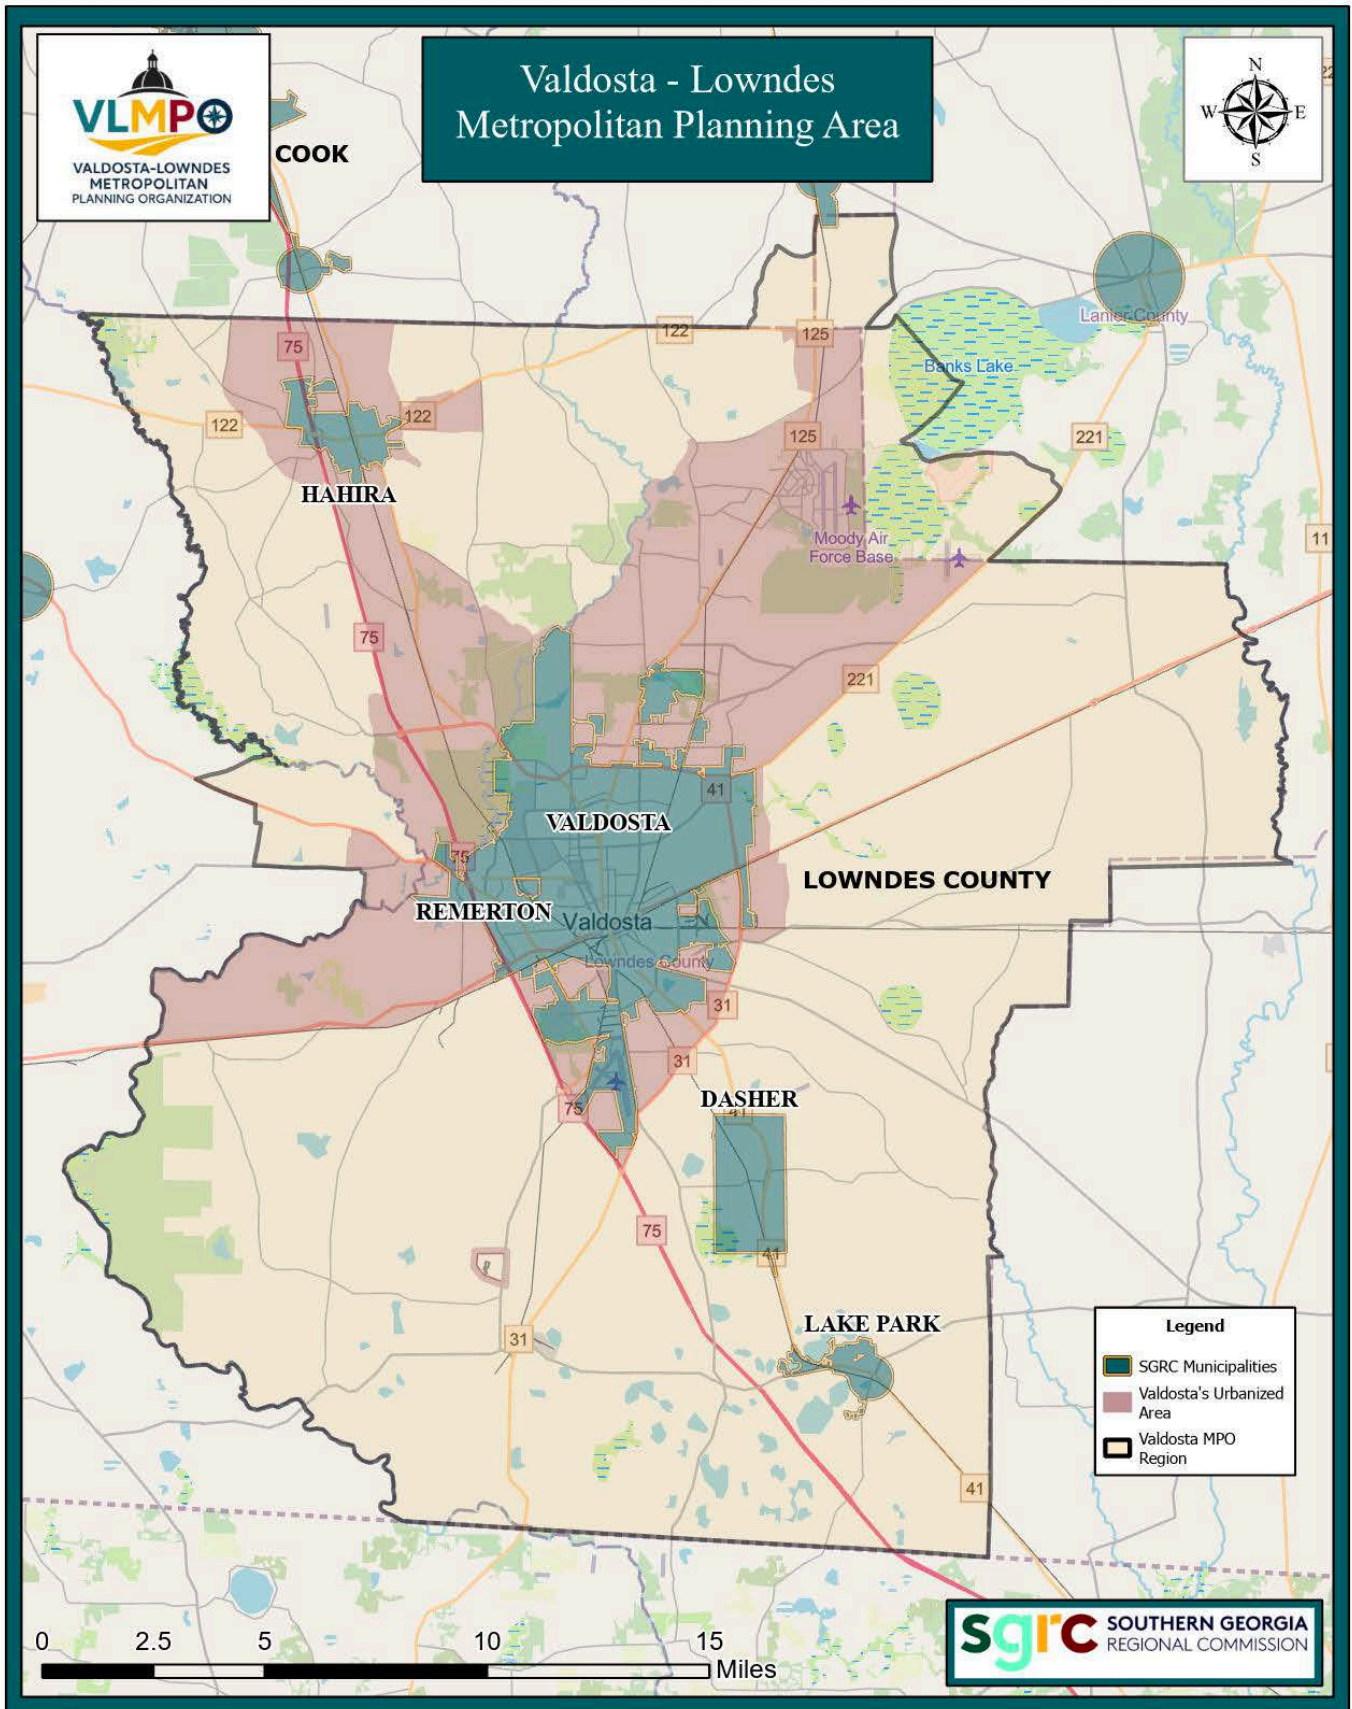 VLMPO
VALDOSTA-LOWNDES
METROPOLITAN
PLANNING ORGANIZATION
Valdosta - Lowndes
Metropolitan Planning Area
N
W E
S
COOK
Lanier County
122
125
75
Banks Lake
122
122
125
221
HAHIRA
Moody Air
Force Base
11
75
221
41
VALDOSTA
75
LOWNDES COUNTY
REMERTON
Valdosta
Lowndes County
31
31
DASHER
75
41
75
41
LAKE PARK
31
41
Legend
SGRC Municipalities
Valdosta's Urbanized
Area
Valdosta MPO
Region
0 2.5 5 10 15
Miles
sgrc SOUTHERN GEORGIA
REGIONAL COMMISSION